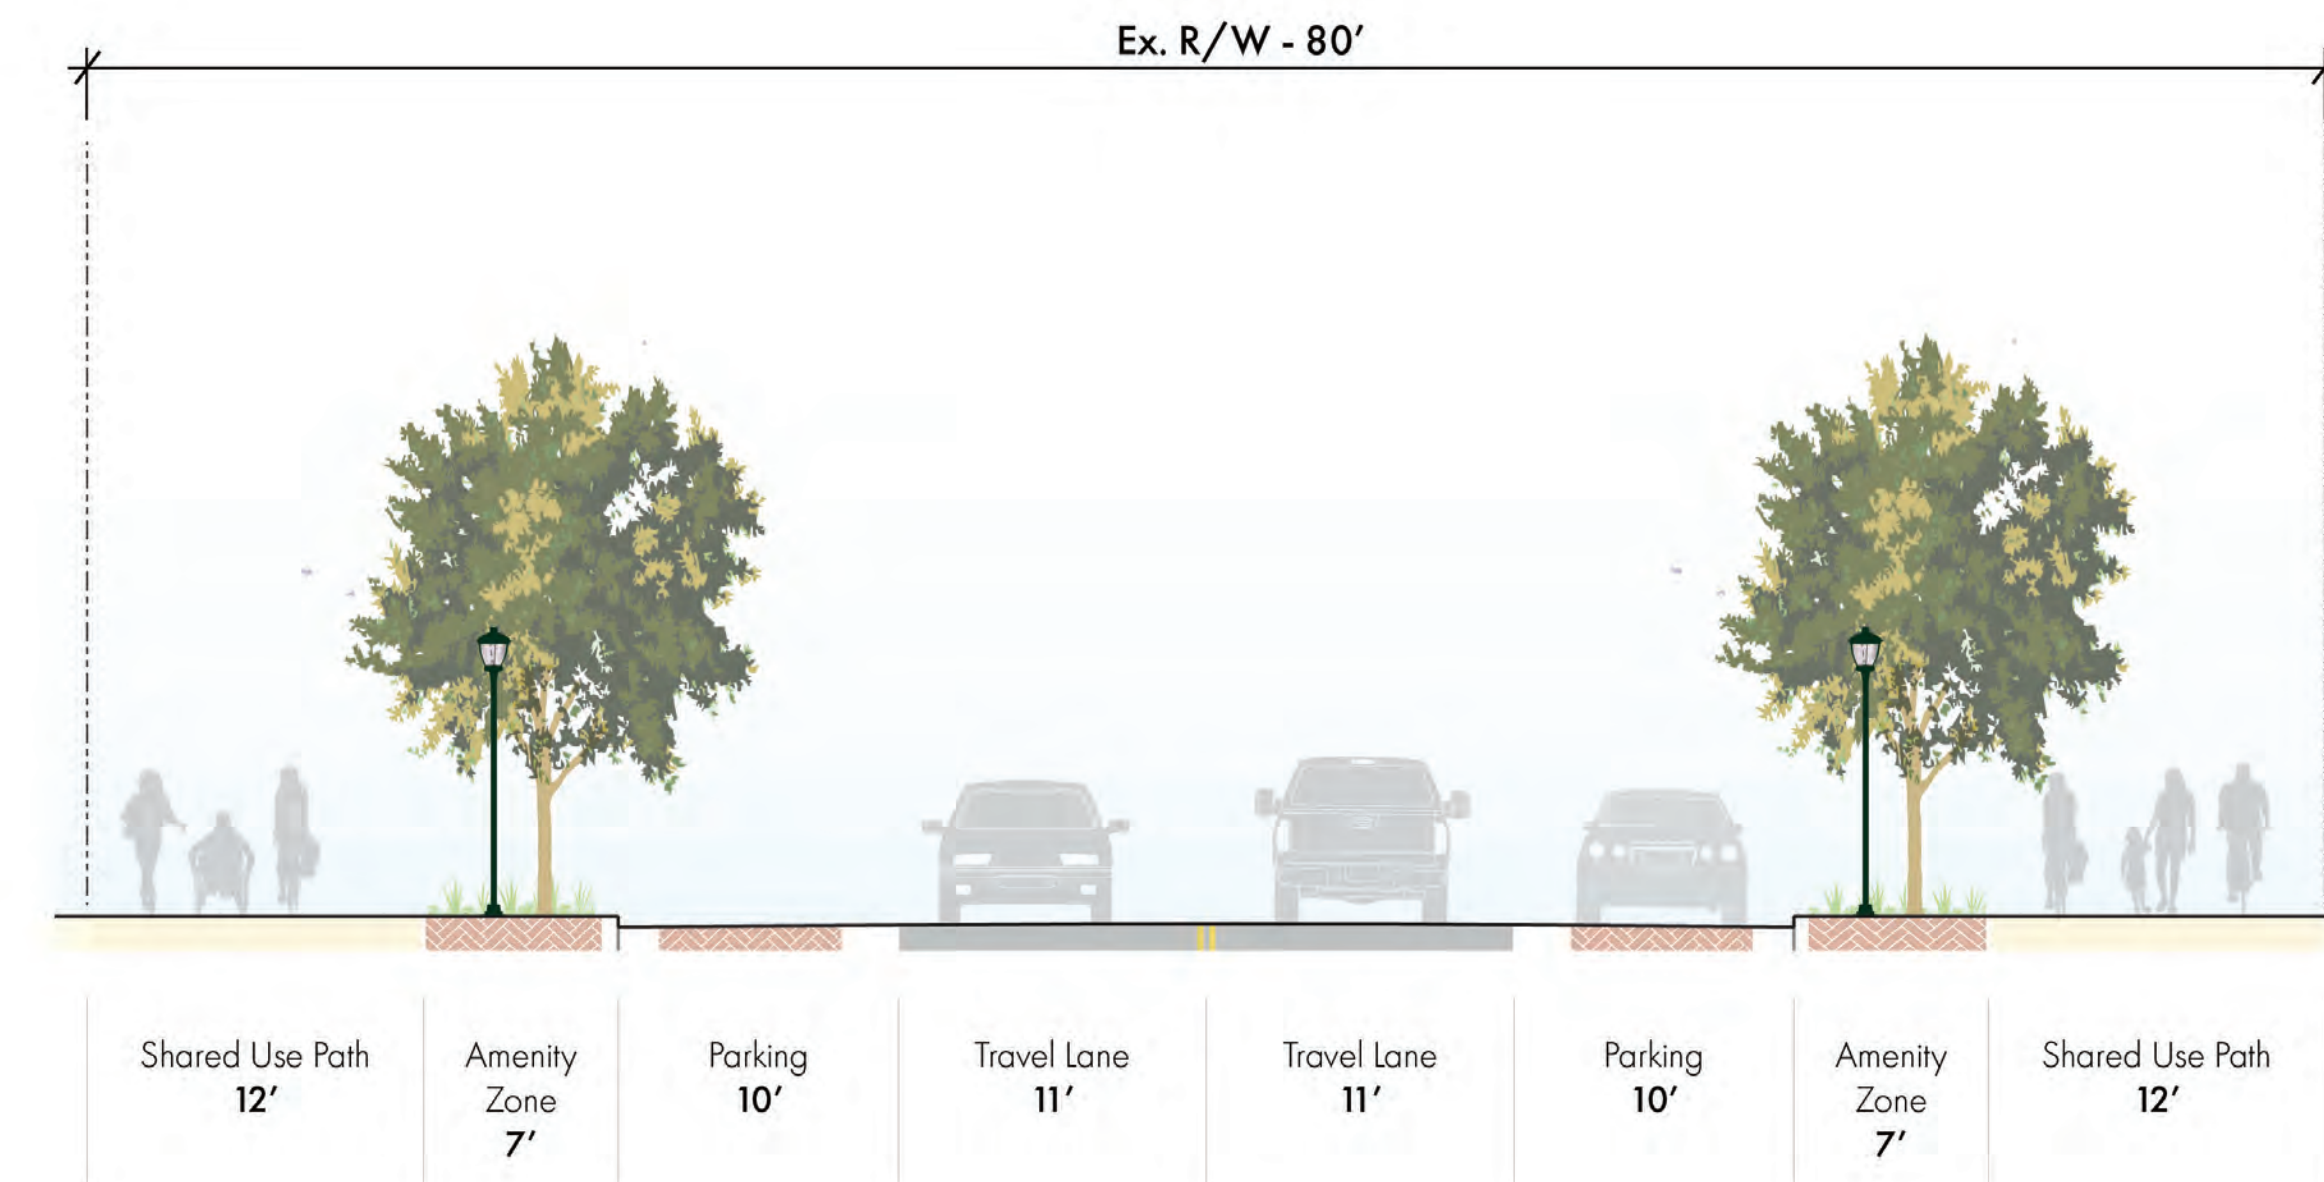 Ex. R/W - 80’
Shared Use Path
12’
Amenity
Zone
7’
Parking
10’
Travel Lane
11’
Travel Lane
11’
Parking
10’
Amenity
Zone
7’
Shared Use Path
12’